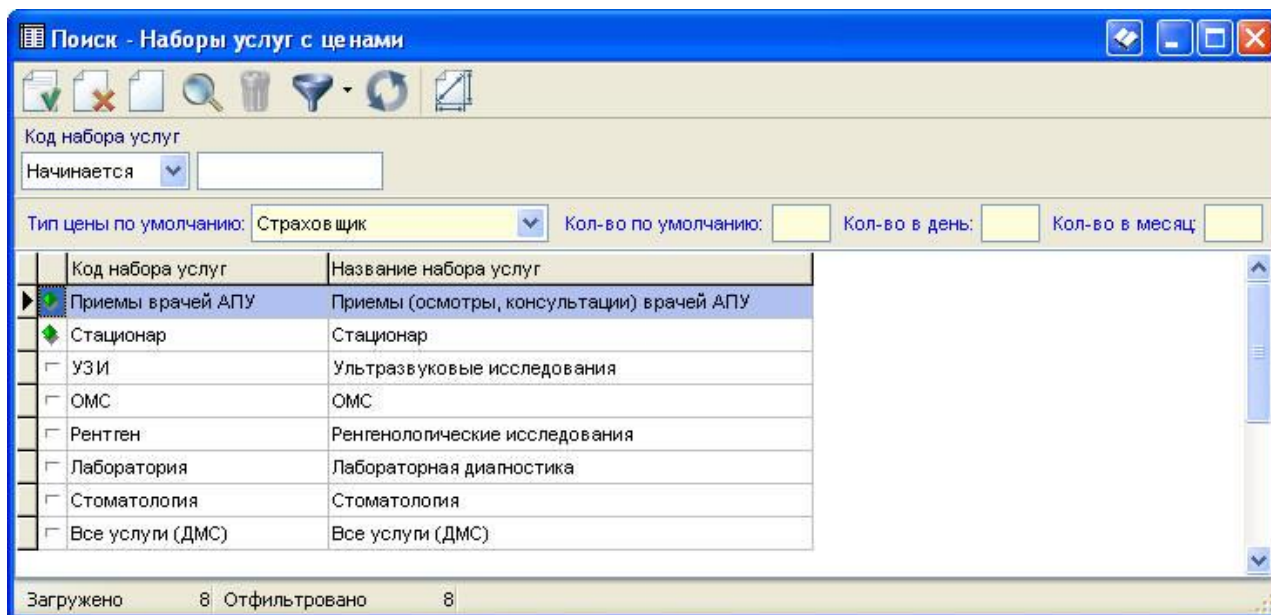 Поиск - Наборы услуг с ценами
Код набора услуг
Начинается
Тип цены по умолчанию: Страховщик Кол-во по умолчанию: Кол-во в день: Кол-во в месяц:
Код набора услуг Название набора услуг
Приемы врачей АПУ Приемы (осмотры, консультации) врачей АПУ
Стационар Стационар
УЗИ Ультразвуковые исследования
ОМС ОМС
Рентген Ренгенологические исследования
Лаборатория Лабораторная диагностика
Стоматология Стоматология
Все услуги (ДМС) Все услуги (ДМС)
Загружено 8 Отфильтровано 8